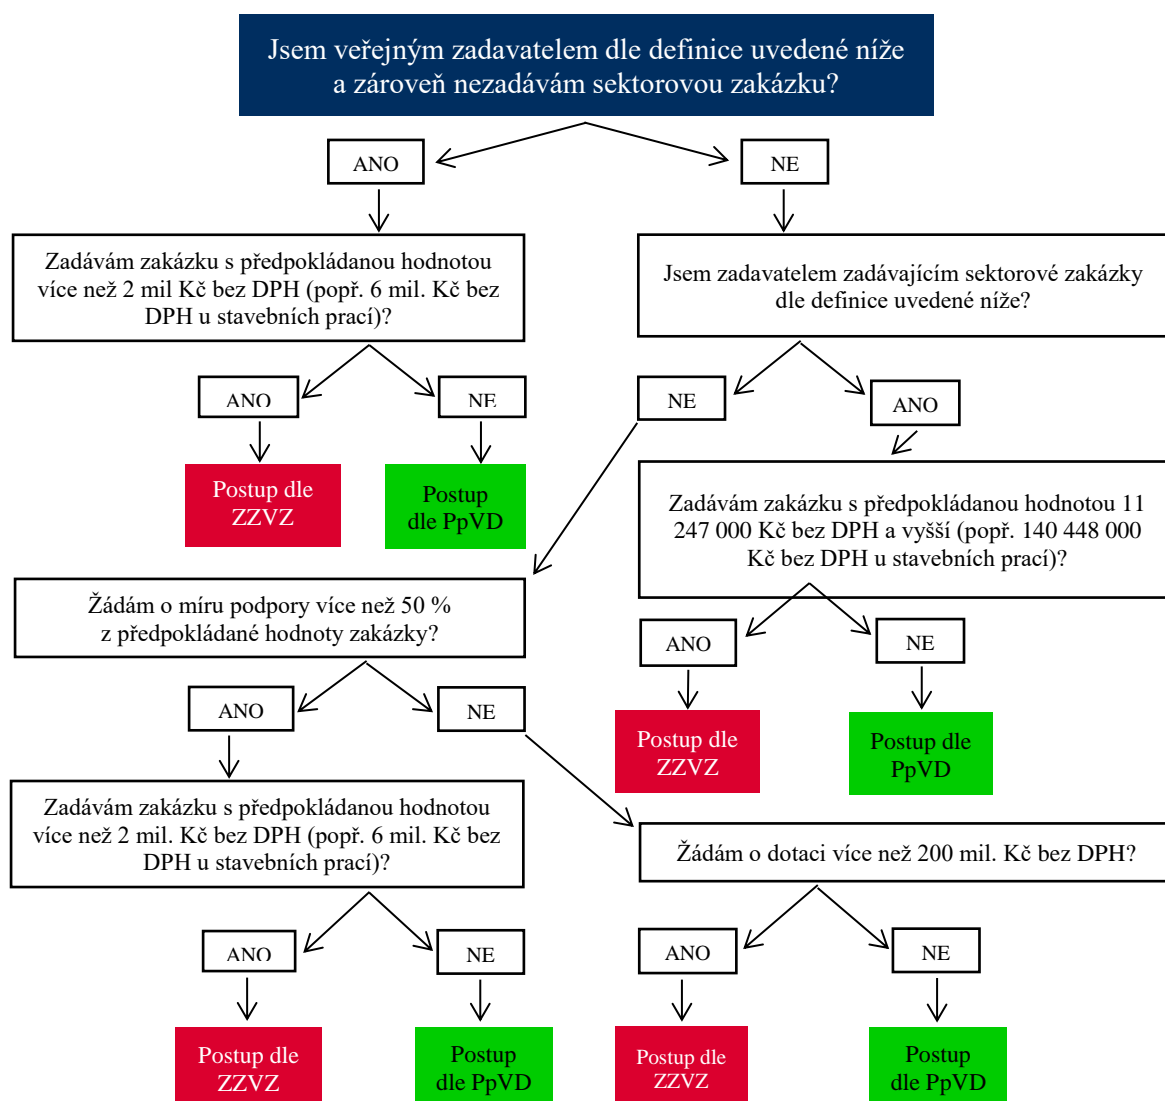 Jsem veřejným zadavatelem dle definice uvedené níže
a zároveň nezadávám sektorovou zakázku?
ANO
NE
Zadávám zakázku s předpokládanou hodnotou
více než 2 mil Kč bez DPH (popř. 6 mil. Kč bez
DPH u stavebních prací)?
Jsem zadavatelem zadávajícím sektorové zakázky
dle definice uvedené níže?
ANO
NE
NE
ANO
Postup dle
ZZVZ
Postup
dle PpVD
Zadávám zakázku s předpokládanou hodnotou 11
247 000 Kč bez DPH a vyšší (popř. 140 448 000
Kč bez DPH u stavebních prací)?
Žádám o míru podpory více než 50 %
z předpokládané hodnoty zakázky?
ANO
NE
ANO
NE
Postup dle
ZZVZ
Postup dle
PpVD
Zadávám zakázku s předpokládanou hodnotou
více než 2 mil. Kč bez DPH (popř. 6 mil. Kč bez
DPH u stavebních prací)?
Žádám o dotaci více než 200 mil. Kč bez DPH?
ANO
NE
ANO
NE
Postup dle
ZZVZ
Postup
dle PpVD
Postup dle
ZZVZ
Postup
dle PpVD